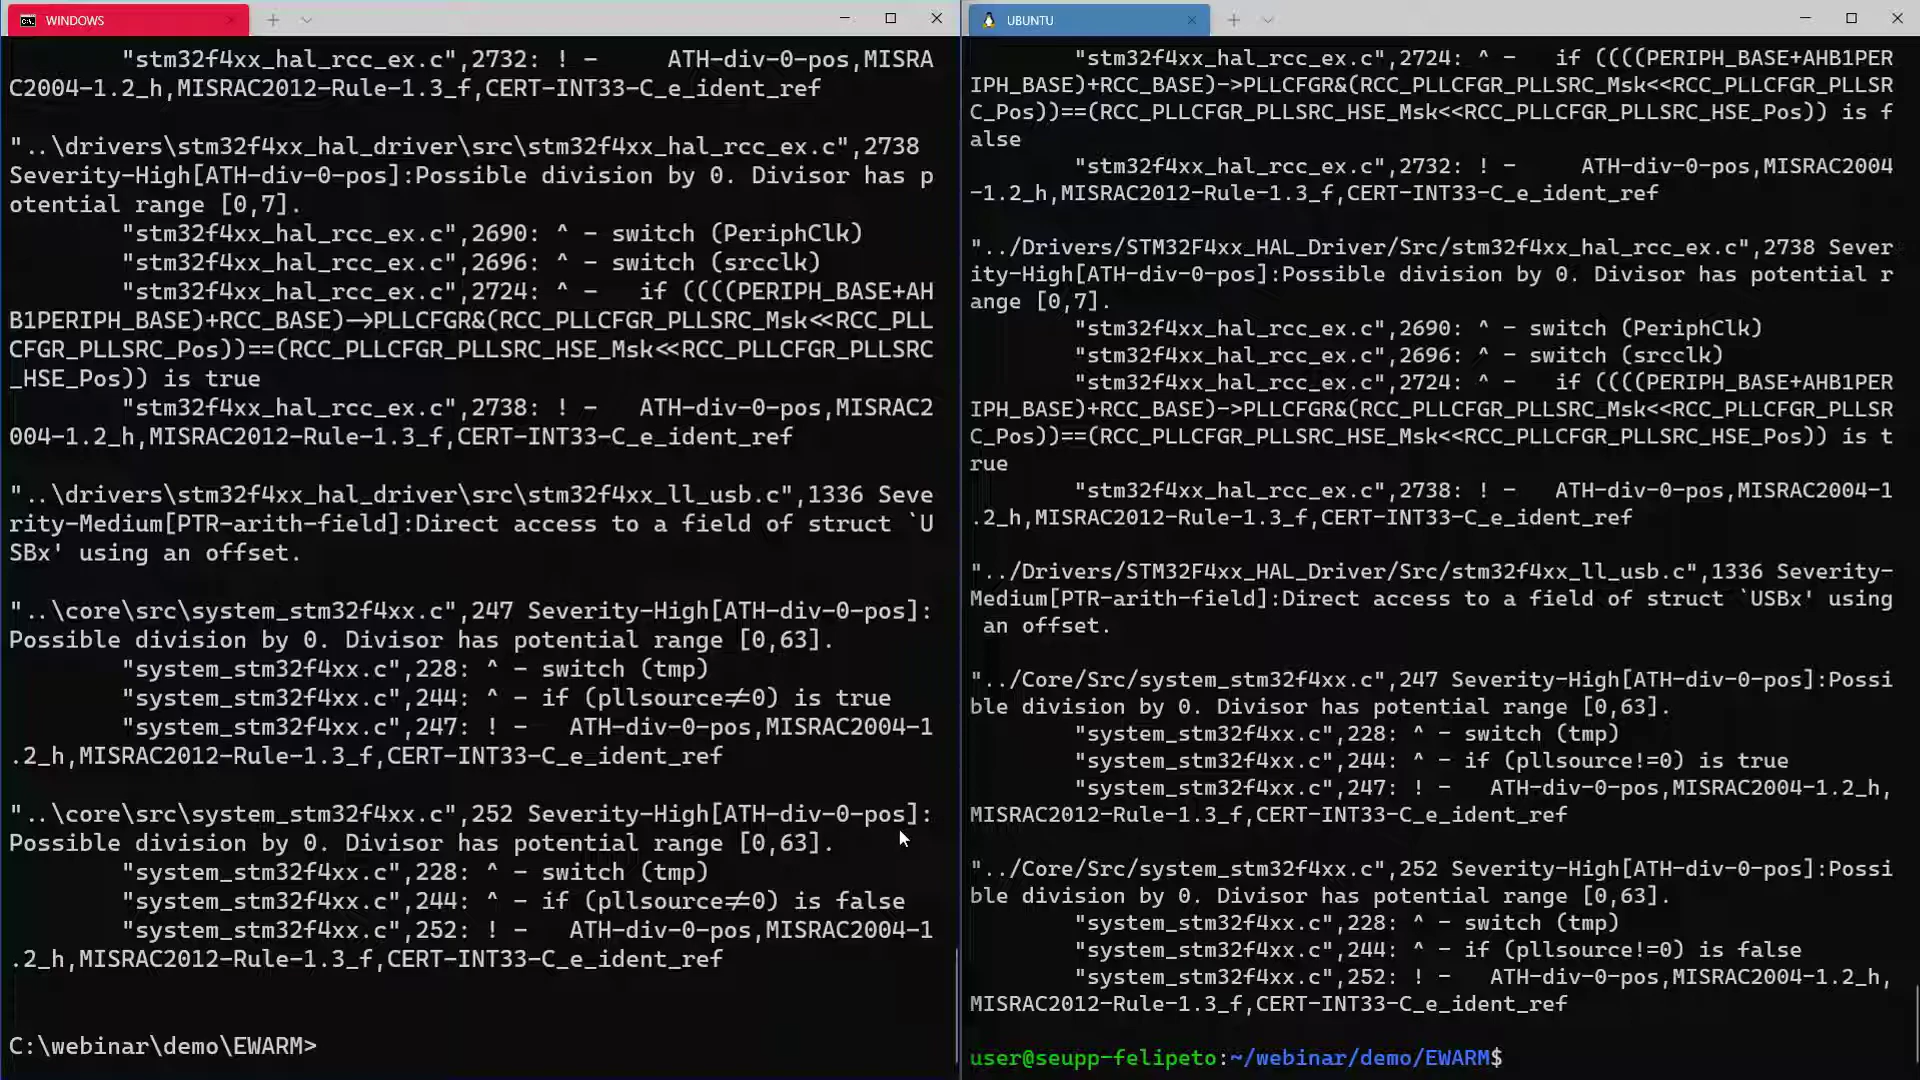 WINDOWS
"stm32f4xx_hal_rcc_ex.c",2732: ! -     ATH-div-0-pos,MISRA
C2004-1.2_h,MISRAC2012-Rule-1.3_f,CERT-INT33-C_e_ident_ref
"..\drivers\stm32f4xx_hal_driver\src\stm32f4xx_hal_rcc_ex.c",2738
Severity-High[ATH-div-0-pos]:Possible division by 0. Divisor has p
otential range [0,7].
"stm32f4xx_hal_rcc_ex.c",2690: ^ - switch (PeriphClk)
"stm32f4xx_hal_rcc_ex.c",2696: ^ - switch (srcclk)
"stm32f4xx_hal_rcc_ex.c",2724: ^ -   if ((((PERIPH_BASE+AH
B1PERIPH_BASE)+RCC_BASE)->PLLCFGR&(RCC_PLLCFGR_PLLSRC_Msk<<RCC_PLL
CFGR_PLLSRC_Pos))==(RCC_PLLCFGR_PLLSRC_HSE_Msk<<RCC_PLLCFGR_PLLSRC
_HSE_Pos)) is true
"stm32f4xx_hal_rcc_ex.c",2738: ! -   ATH-div-0-pos,MISRAC2
004-1.2_h,MISRAC2012-Rule-1.3_f,CERT-INT33-C_e_ident_ref
"..\drivers\stm32f4xx_hal_driver\src\stm32f4xx_ll_usb.c",1336 Seve
rity-Medium[PTR-arith-field]:Direct access to a field of struct `U
SBx' using an offset.
"..\core\src\system_stm32f4xx.c",247 Severity-High[ATH-div-0-pos]:
Possible division by 0. Divisor has potential range [0,63].
"system_stm32f4xx.c",228: ^ - switch (tmp)
"system_stm32f4xx.c",244: ^ - if (pllsource≠0) is true
"system_stm32f4xx.c",247: ! -   ATH-div-0-pos,MISRAC2004-1
.2_h,MISRAC2012-Rule-1.3_f,CERT-INT33-C_e_ident_ref
"..\core\src\system_stm32f4xx.c",252 Severity-High[ATH-div-0-pos]:
Possible division by 0. Divisor has potential range [0,63].
"system_stm32f4xx.c",228: ^ - switch (tmp)
"system_stm32f4xx.c",244: ^ - if (pllsource≠0) is false
"system_stm32f4xx.c",252: ! -   ATH-div-0-pos,MISRAC2004-1
.2_h,MISRAC2012-Rule-1.3_f,CERT-INT33-C_e_ident_ref
C:\webinar\demo\EWARM>
UBUNTU
"stm32f4xx_hal_rcc_ex.c",2724: ^ -   if ((((PERIPH_BASE+AHB1PER
IPH_BASE)+RCC_BASE)->PLLCFGR&(RCC_PLLCFGR_PLLSRC_Msk<<RCC_PLLCFGR_PLLSR
C_Pos))==(RCC_PLLCFGR_PLLSRC_HSE_Msk<<RCC_PLLCFGR_PLLSRC_HSE_Pos)) is f
alse
"stm32f4xx_hal_rcc_ex.c",2732: ! -     ATH-div-0-pos,MISRAC2004
-1.2_h,MISRAC2012-Rule-1.3_f,CERT-INT33-C_e_ident_ref
"../Drivers/STM32F4xx_HAL_Driver/Src/stm32f4xx_hal_rcc_ex.c",2738 Sever
ity-High[ATH-div-0-pos]:Possible division by 0. Divisor has potential r
ange [0,7].
"stm32f4xx_hal_rcc_ex.c",2690: ^ - switch (PeriphClk)
"stm32f4xx_hal_rcc_ex.c",2696: ^ - switch (srcclk)
"stm32f4xx_hal_rcc_ex.c",2724: ^ -   if ((((PERIPH_BASE+AHB1PER
IPH_BASE)+RCC_BASE)->PLLCFGR&(RCC_PLLCFGR_PLLSRC_Msk<<RCC_PLLCFGR_PLLSR
C_Pos))==(RCC_PLLCFGR_PLLSRC_HSE_Msk<<RCC_PLLCFGR_PLLSRC_HSE_Pos)) is t
rue
"stm32f4xx_hal_rcc_ex.c",2738: ! -   ATH-div-0-pos,MISRAC2004-1
.2_h,MISRAC2012-Rule-1.3_f,CERT-INT33-C_e_ident_ref
"../Drivers/STM32F4xx_HAL_Driver/Src/stm32f4xx_ll_usb.c",1336 Severity-
Medium[PTR-arith-field]:Direct access to a field of struct `USBx' using
an offset.
"../Core/Src/system_stm32f4xx.c",247 Severity-High[ATH-div-0-pos]:Possi
ble division by 0. Divisor has potential range [0,63].
"system_stm32f4xx.c",228: ^ - switch (tmp)
"system_stm32f4xx.c",244: ^ - if (pllsource!=0) is true
"system_stm32f4xx.c",247: ! -   ATH-div-0-pos,MISRAC2004-1.2_h,
MISRAC2012-Rule-1.3_f,CERT-INT33-C_e_ident_ref
"../Core/Src/system_stm32f4xx.c",252 Severity-High[ATH-div-0-pos]:Possi
ble division by 0. Divisor has potential range [0,63].
"system_stm32f4xx.c",228: ^ - switch (tmp)
"system_stm32f4xx.c",244: ^ - if (pllsource!=0) is false
"system_stm32f4xx.c",252: ! -   ATH-div-0-pos,MISRAC2004-1.2_h,
MISRAC2012-Rule-1.3_f,CERT-INT33-C_e_ident_ref
user@seupp-felipeto:~/webinar/demo/EWARM$